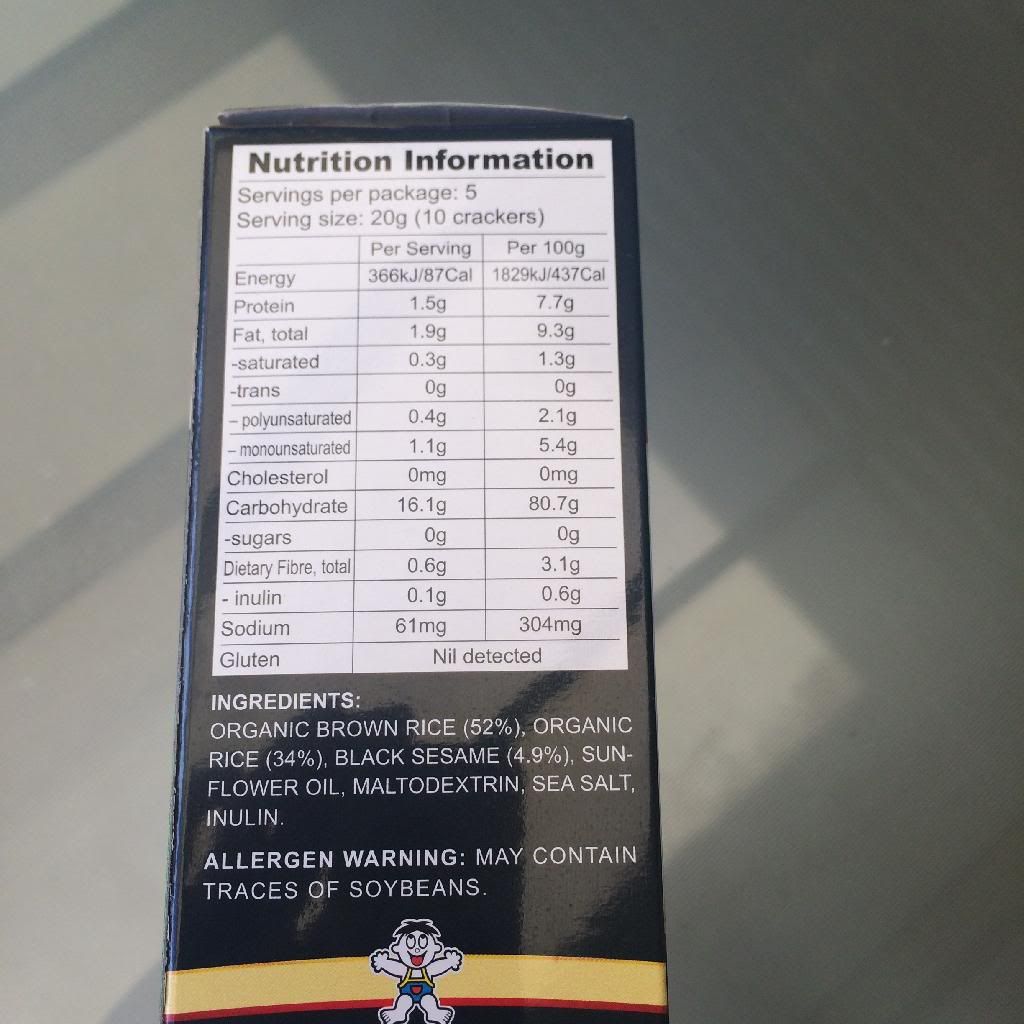 Nutrition Information
Servings per package: 5
Serving size: 20g (10 crackers)
Per Serving Per 100g
Energy 366kJ/87Cal 1829kJ/437Cal
Protein 1.5g 7.7g
Fat, total 1.9g 9.3g
-saturated 0.3g 1.3g
-trans 0g 0g
– polyunsaturated 0.4g 2.1g
– monounsaturated 1.1g 5.4g
Cholesterol 0mg 0mg
Carbohydrate 16.1g 80.7g
-sugars 0g 0g
Dietary Fibre, total 0.6g 3.1g
- inulin 0.1g 0.6g
Sodium 61mg 304mg
Gluten Nil detected
INGREDIENTS:
ORGANIC BROWN RICE (52%), ORGANIC
RICE (34%), BLACK SESAME (4.9%), SUN-
FLOWER OIL, MALTODEXTRIN, SEA SALT,
INULIN.
ALLERGEN WARNING: MAY CONTAIN
TRACES OF SOYBEANS.